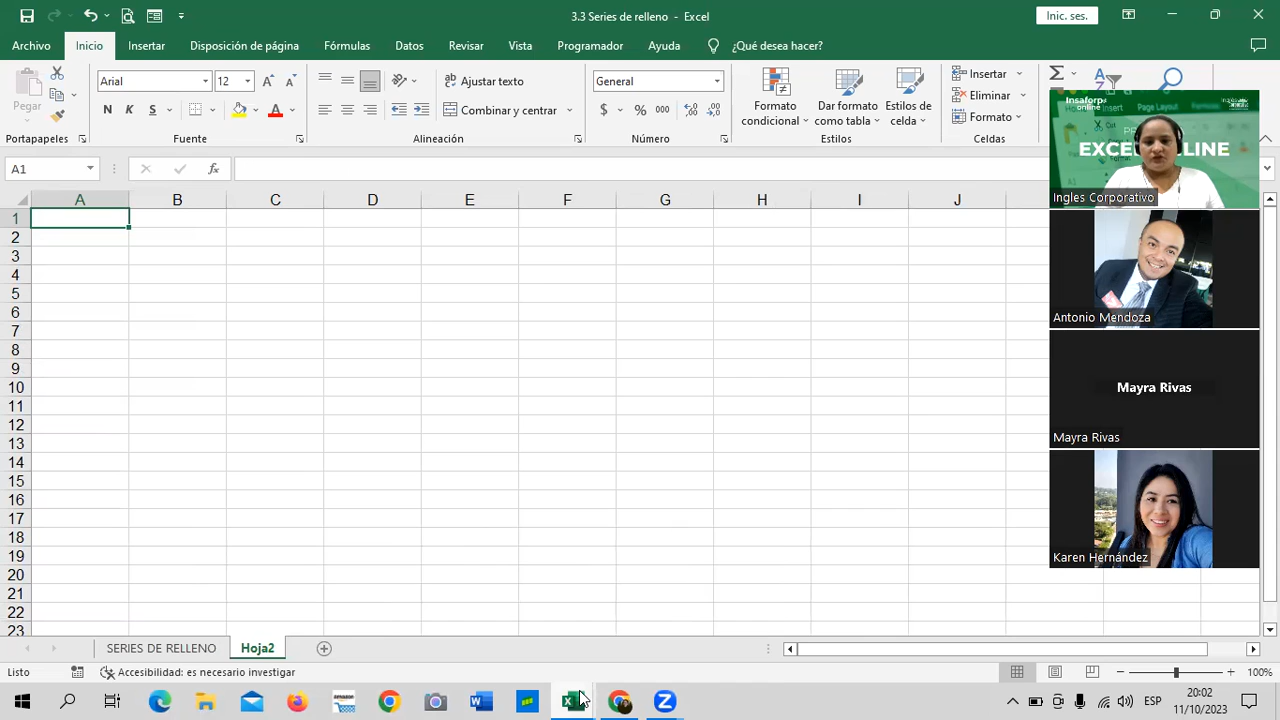 3.3 Series de relleno - Excel
Inic. ses.
Archivo Inicio Insertar Disposición de página Fórmulas Datos Revisar Vista Programador Ayuda ¿Qué desea hacer?
Pegar
Portapapeles
Arial 12
N K S
Fuente
Ajustar texto
Combinar y centrar
Alineación
General
$ % 000
Número
Formato condicional
Dar formato como tabla
Estilos de celda
Estilos
Insertar
Eliminar
Formato
Celdas
A1
fx
A B C D E F G H I J
1
2
3
4
5
6
7
8
9
10
11
12
13
14
15
16
17
18
19
20
21
22
23
Insaforp online
EXCEL
LINE
Ingles Corporativo
Antonio Mendoza
Mayra Rivas
Mayra Rivas
Karen Hernández
SERIES DE RELLENO Hoja2
Listo Accesibilidad: es necesario investigar 100%
ESP
20:02
11/10/2023